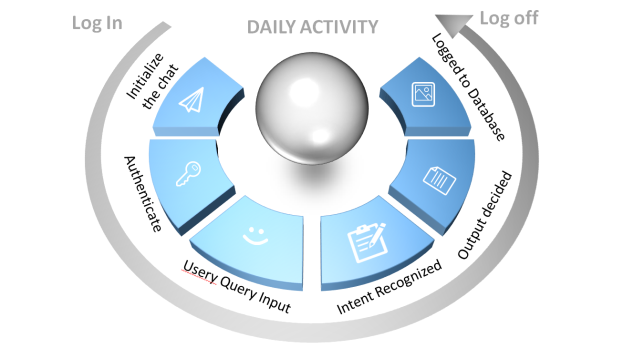 Log In
DAILY ACTIVITY
Log off
Initialize
the chat
Authenticate
Usery Query Input
Intent Recognized
Output decided
Logged to Database